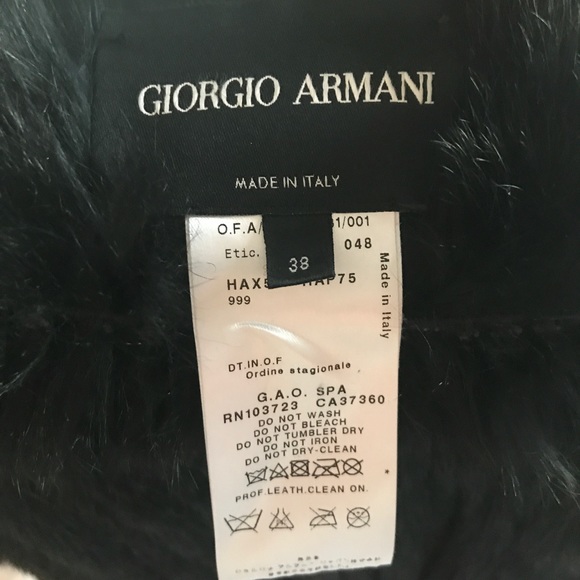 GIORGIO ARMANI
MADE IN ITALY
O.F.A/ 1/001
Etic. 048
38
HAX AP75
999
Made in Italy
DT.IN.O.F
Ordine stagionale
G.A.O. SPA
RN103723 CA37360
DO NOT WASH
DO NOT BLEACH
DO NOT TUMBLER DRY
DO NOT IRON
DO NOT DRY-CLEAN
*
PROF.LEATH.CLEAN ON.